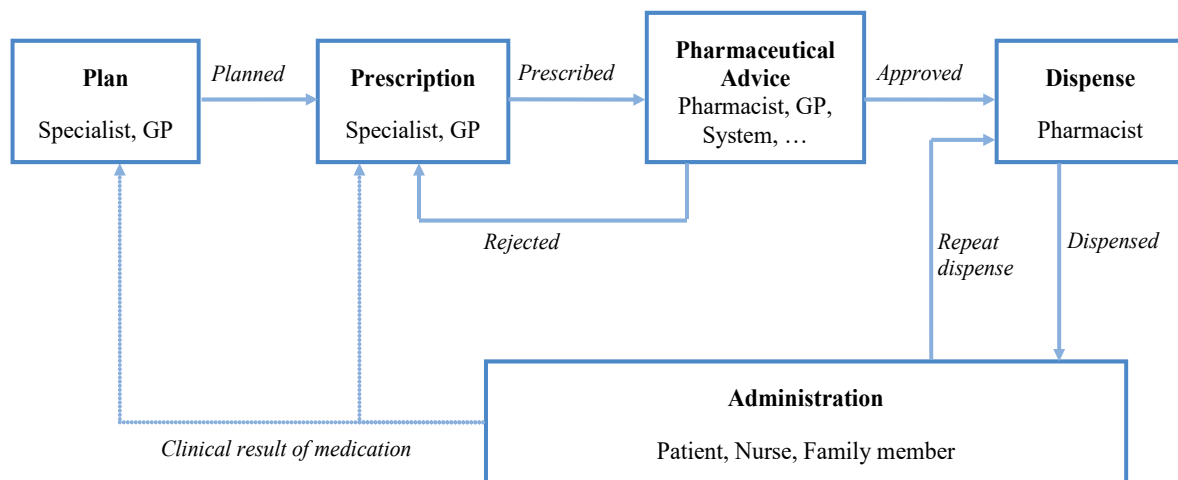 Plan
Specialist, GP
Planned
Prescription
Specialist, GP
Prescribed
Pharmaceutical
Advice
Pharmacist, GP,
System, …
Approved
Dispense
Pharmacist
Rejected
Repeat
dispense
Dispensed
Clinical result of medication
Administration
Patient, Nurse, Family member